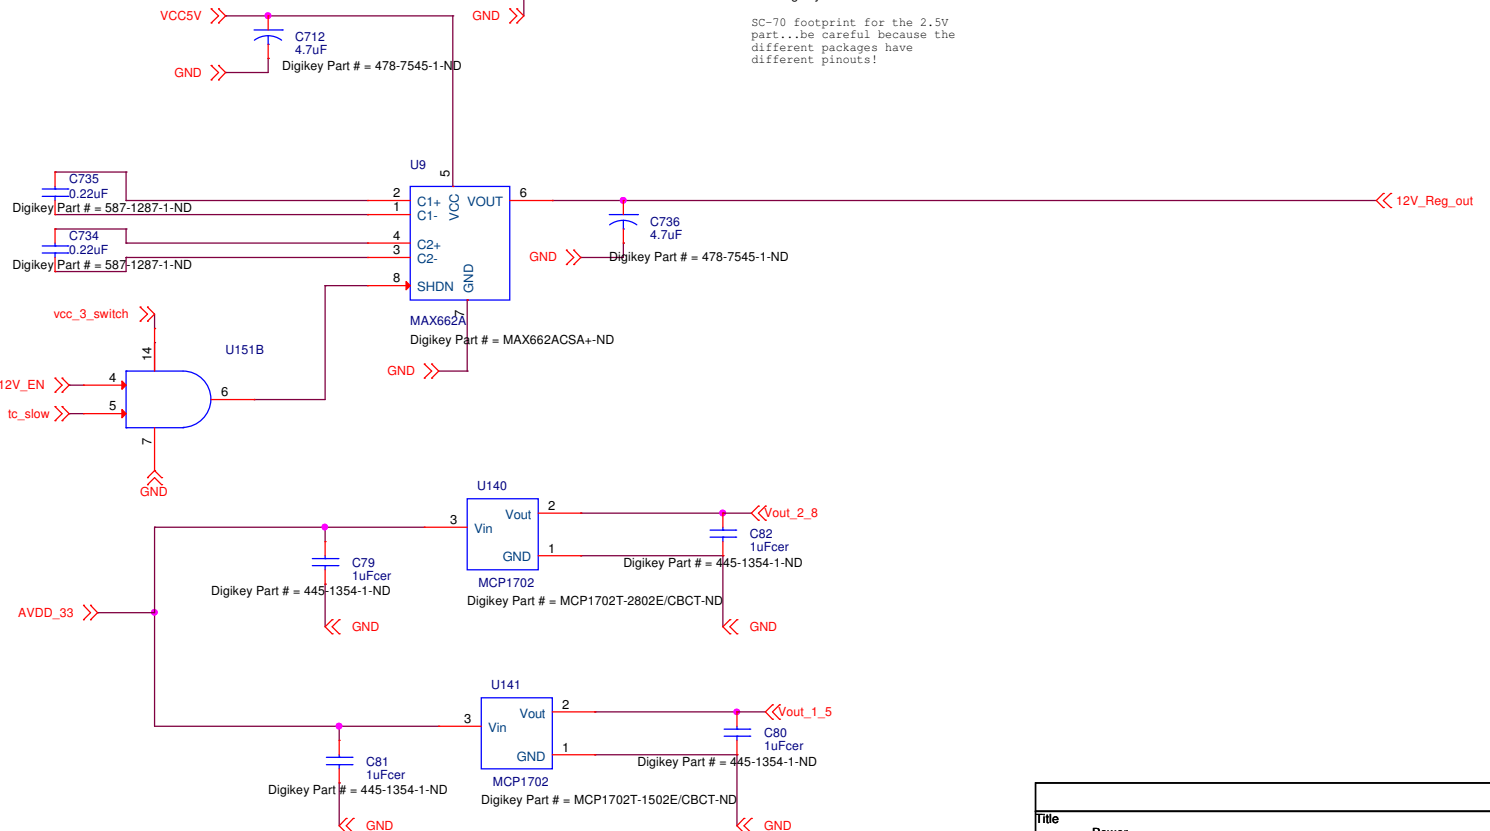 VCC5V
GND
C712
4.7uF
Digikey Part # = 478-7545-1-ND
GND
SC-70 footprint for the 2.5V
part...be careful because the
different packages have
different pinouts!
U9
5
C735
0.22uF
Digikey Part # = 587-1287-1-ND
2
C1+
1
C1-
VCC
VOUT
6
12V_Reg_out
C736
4.7uF
GND
Digikey Part # = 478-7545-1-ND
C734
0.22uF
Digikey Part # = 587-1287-1-ND
4
C2+
3
C2-
8
SHDN
GND
7
MAX662A
Digikey Part # = MAX662ACSA+-ND
GND
vcc_3_switch
14
U151B
12V_EN
4
tc_slow
5
6
7
GND
U140
3
Vin
Vout
2
Vout_2_8
GND
1
C82
1uFcer
Digikey Part # = 445-1354-1-ND
C79
1uFcer
Digikey Part # = 445-1354-1-ND
MCP1702
Digikey Part # = MCP1702T-2802E/CBCT-ND
AVDD_33
GND
GND
U141
3
Vin
Vout
2
Vout_1_5
GND
1
C80
1uFcer
Digikey Part # = 445-1354-1-ND
C81
1uFcer
Digikey Part # = 445-1354-1-ND
MCP1702
Digikey Part # = MCP1702T-1502E/CBCT-ND
GND
GND
Title
Power